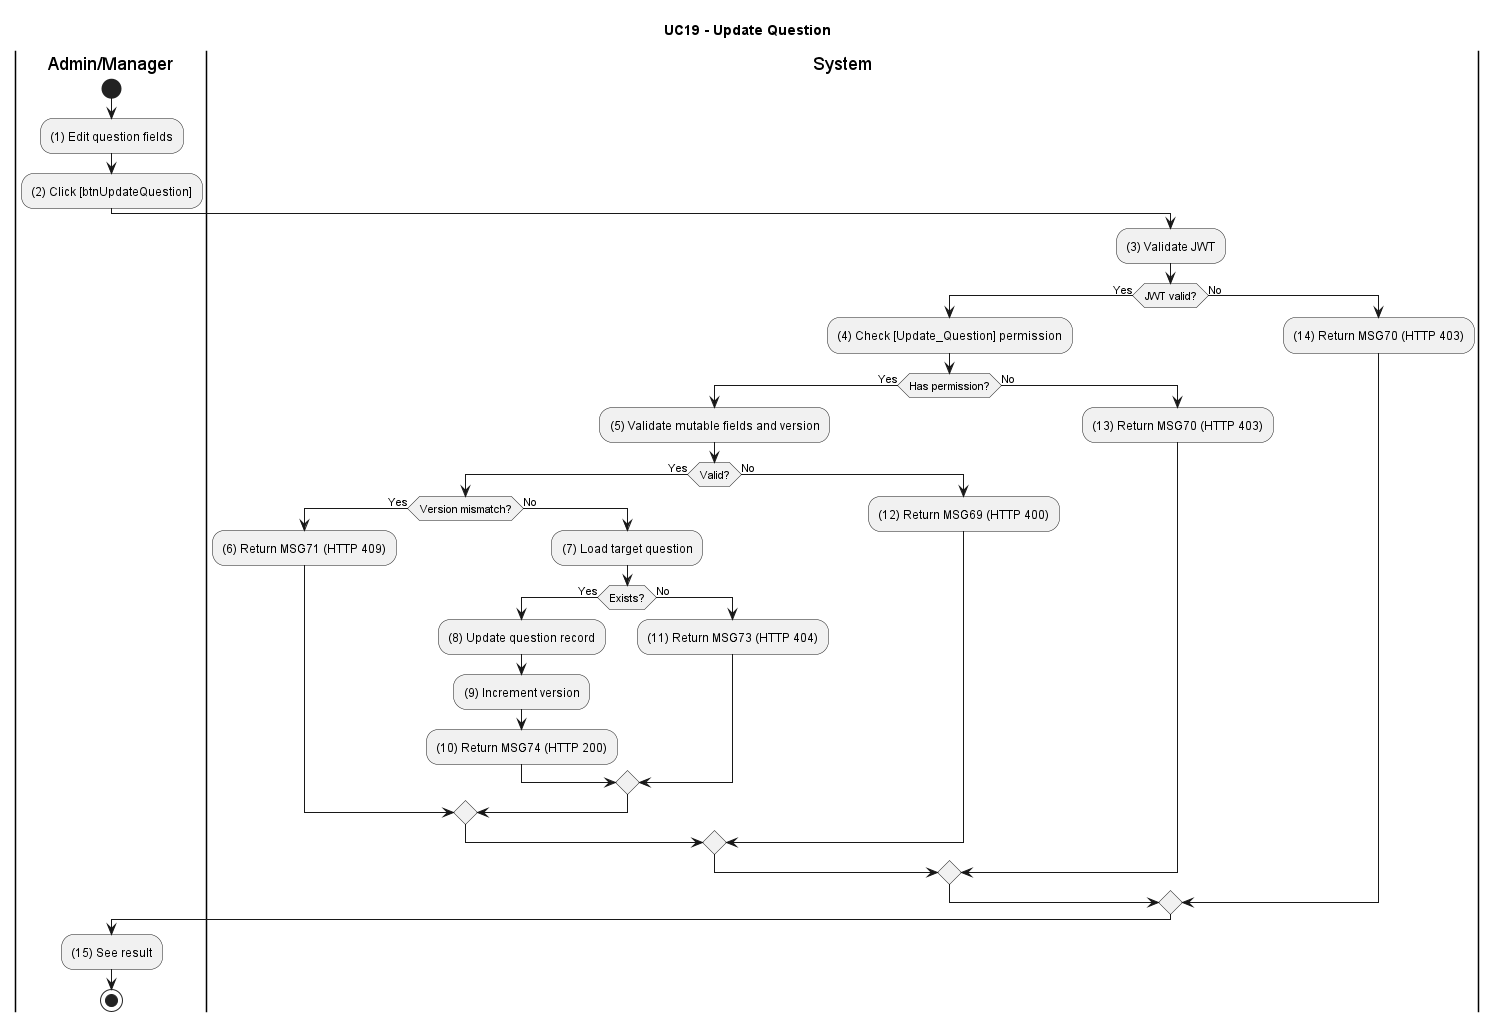 UC19 - Update Question
Admin/Manager
System
(1) Edit question fields
(2) Click [btnUpdateQuestion]
(3) Validate JWT
Yes
JWT valid?
No
(4) Check [Update_Question] permission
(14) Return MSG70 (HTTP 403)
Yes
Has permission?
No
(5) Validate mutable fields and version
(13) Return MSG70 (HTTP 403)
Yes
Valid?
No
Yes
Version mismatch?
No
(12) Return MSG69 (HTTP 400)
(6) Return MSG71 (HTTP 409)
(7) Load target question
Yes
Exists?
No
(8) Update question record
(11) Return MSG73 (HTTP 404)
(9) Increment version
(10) Return MSG74 (HTTP 200)
(15) See result